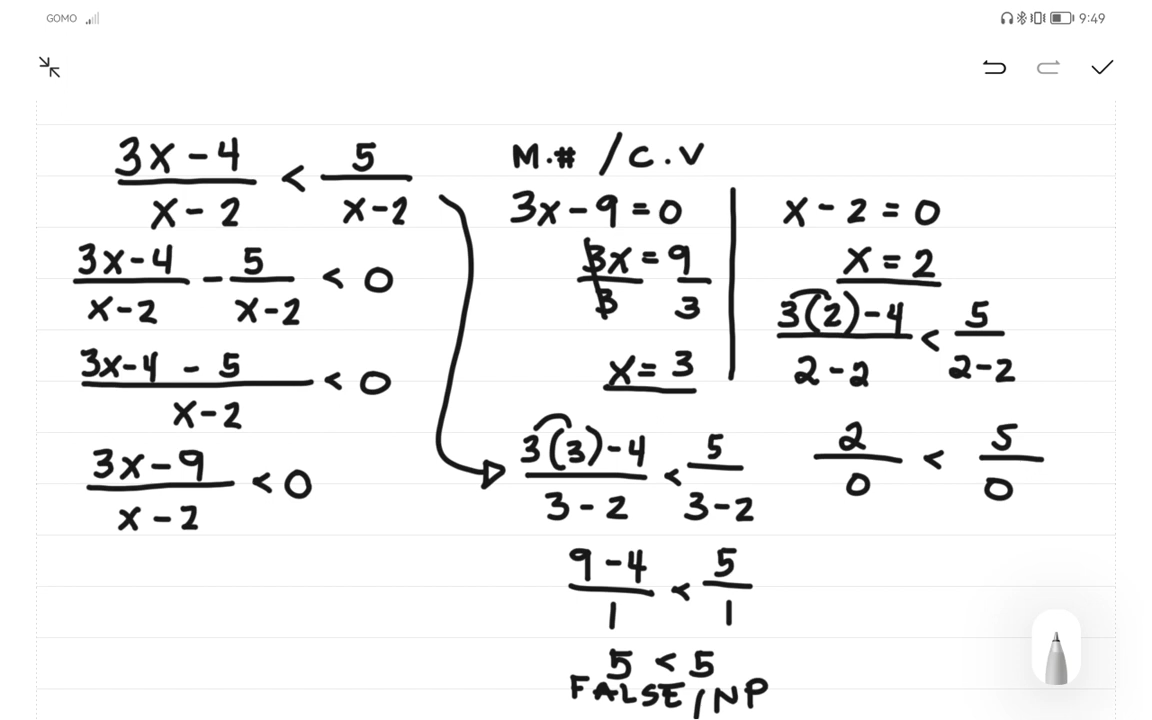 GOMO 9:49
3x-4/x-2 < 5/x-2
3x-4/x-2 - 5/x-2 < 0
3x-4 - 5/x-2 < 0
3x-9/x-2 < 0
M.# / C.V
3x-9=0
3x/3 = 9/3
x=3
3(3)-4/3-2 < 5/3-2
9-4/1 < 5/1
5 < 5
FALSE/NP
x-2=0
x=2
3(2)-4/2-2 < 5/2-2
2/0 < 5/0